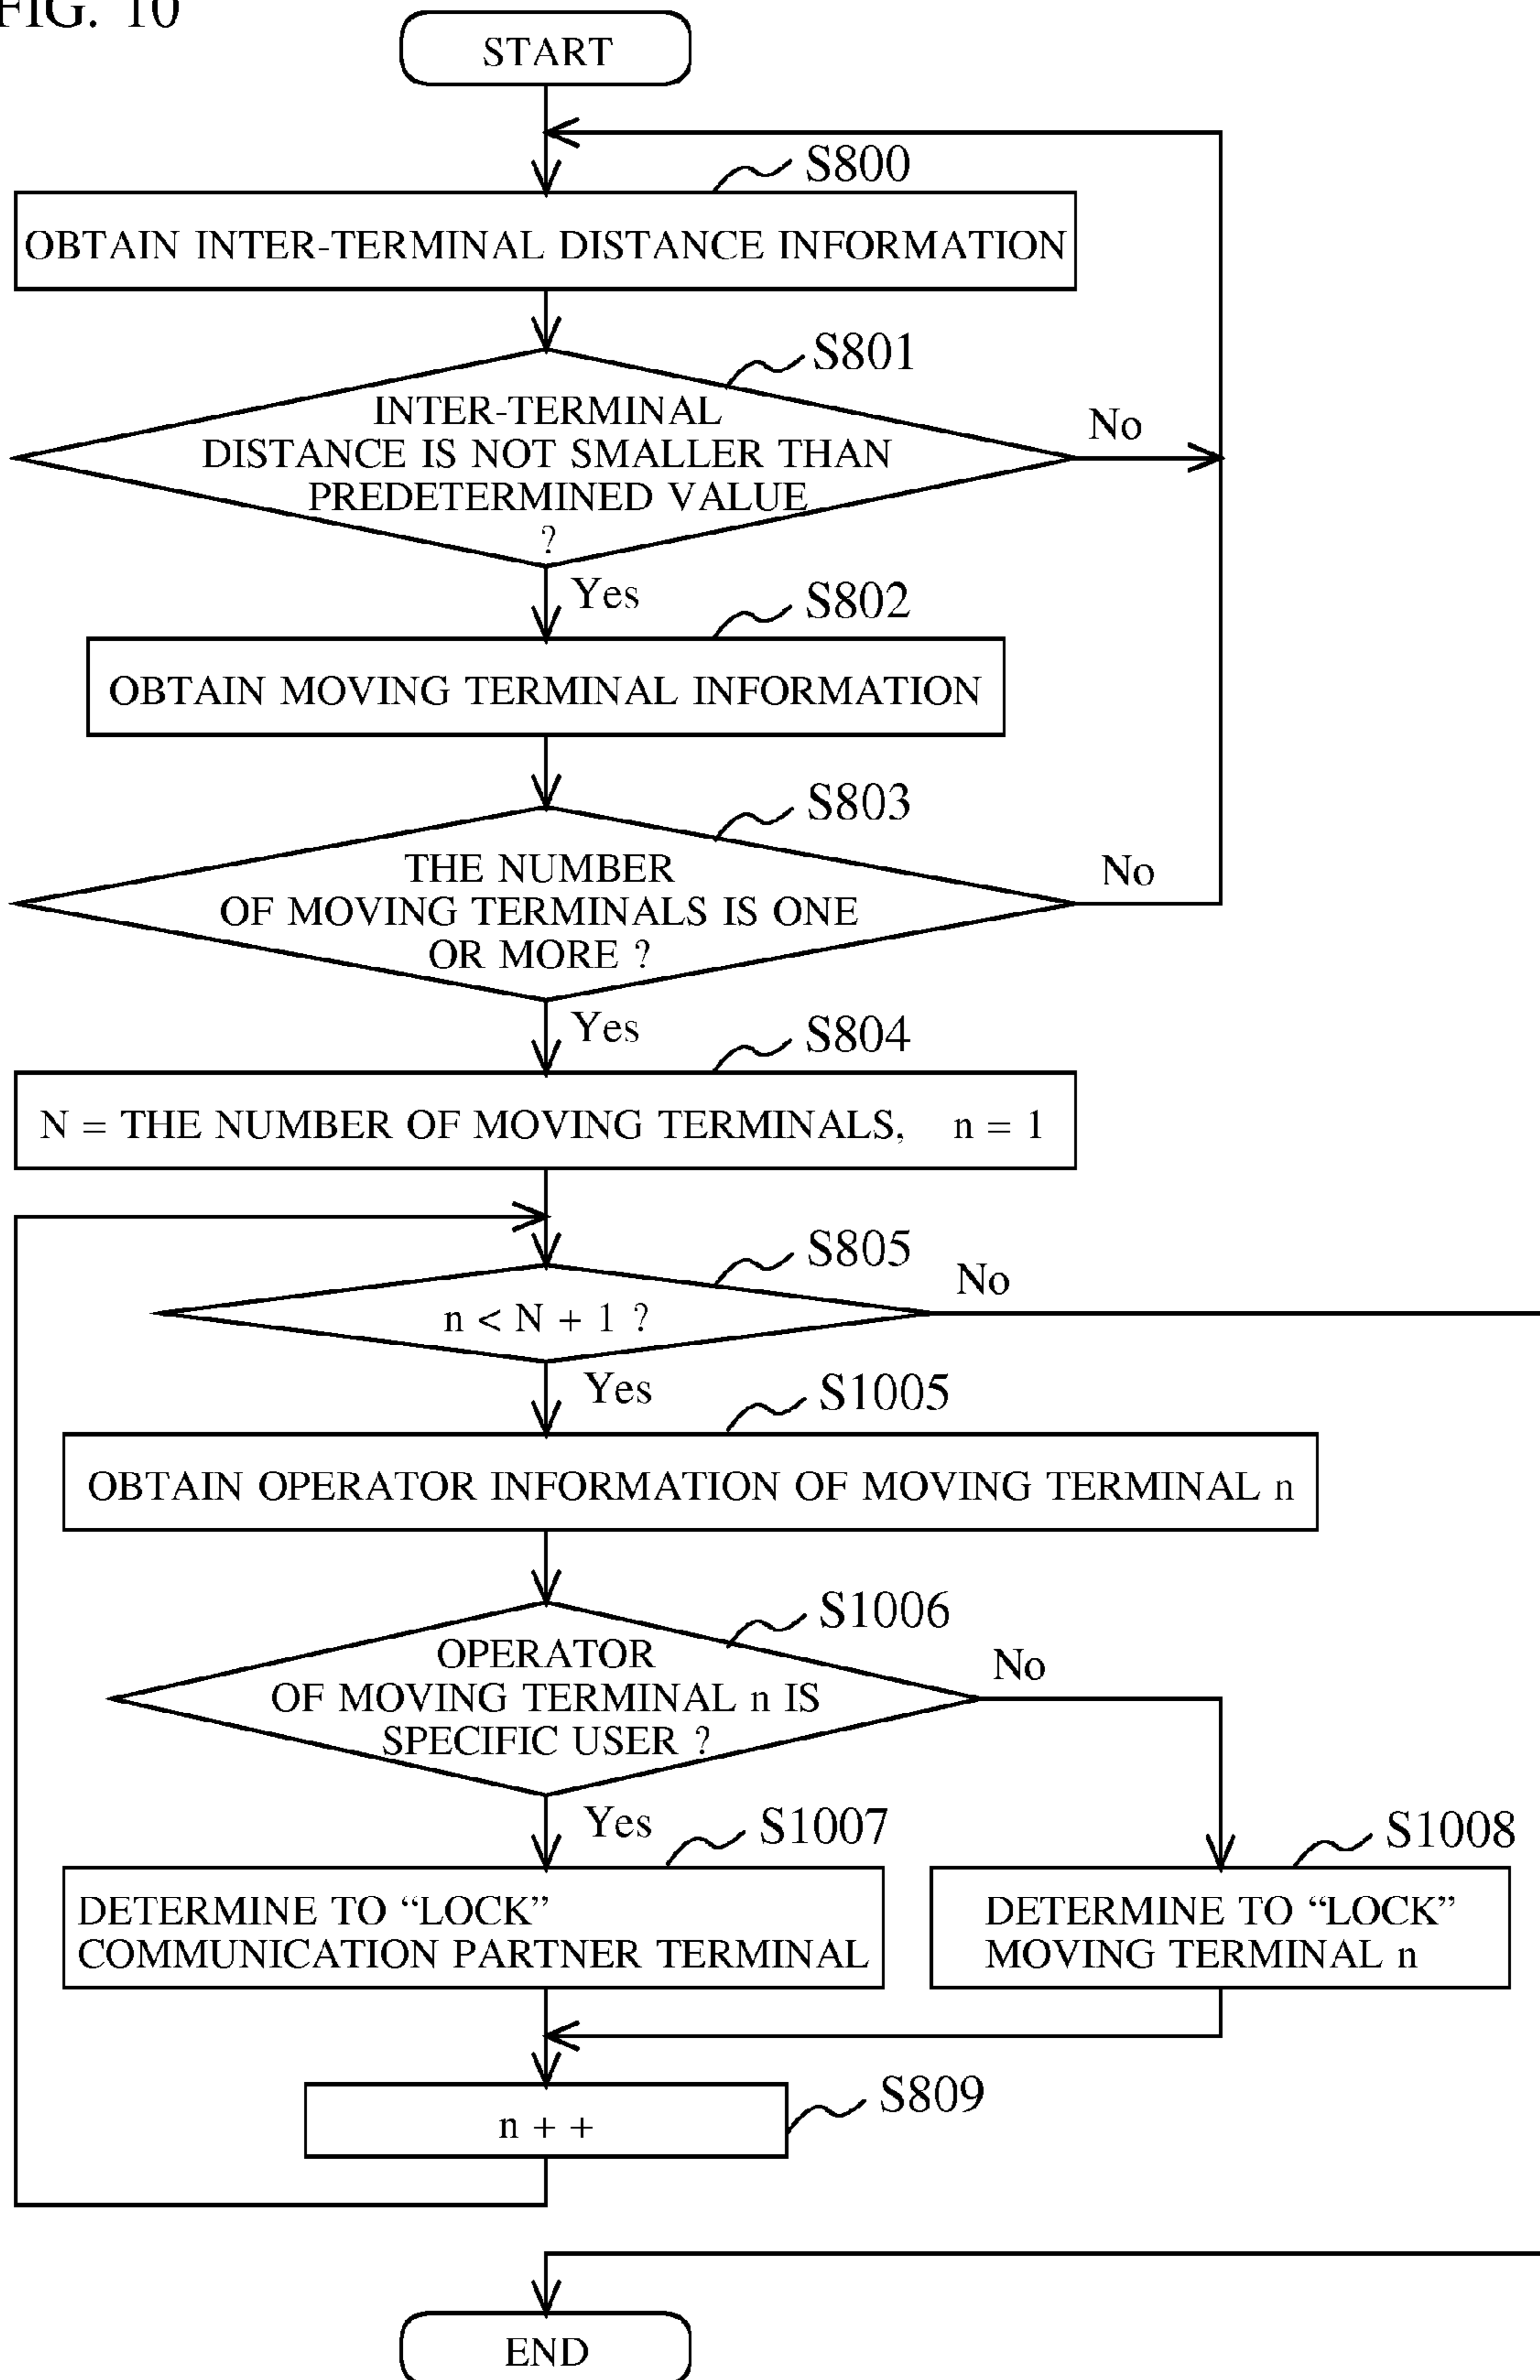 FIG. 10
START
S800
OBTAIN INTER-TERMINAL DISTANCE INFORMATION
S801
INTER-TERMINAL
DISTANCE IS NOT SMALLER THAN
PREDETERMINED VALUE
?
No
Yes
S802
OBTAIN MOVING TERMINAL INFORMATION
S803
THE NUMBER
OF MOVING TERMINALS IS ONE
OR MORE ?
No
Yes
S804
N = THE NUMBER OF MOVING TERMINALS, n = 1
S805
n < N + 1 ?
No
Yes
S1005
OBTAIN OPERATOR INFORMATION OF MOVING TERMINAL n
S1006
OPERATOR
OF MOVING TERMINAL n IS
SPECIFIC USER ?
No
Yes
S1007
DETERMINE TO “LOCK”
COMMUNICATION PARTNER TERMINAL
S1008
DETERMINE TO “LOCK”
MOVING TERMINAL n
S809
n + +
END